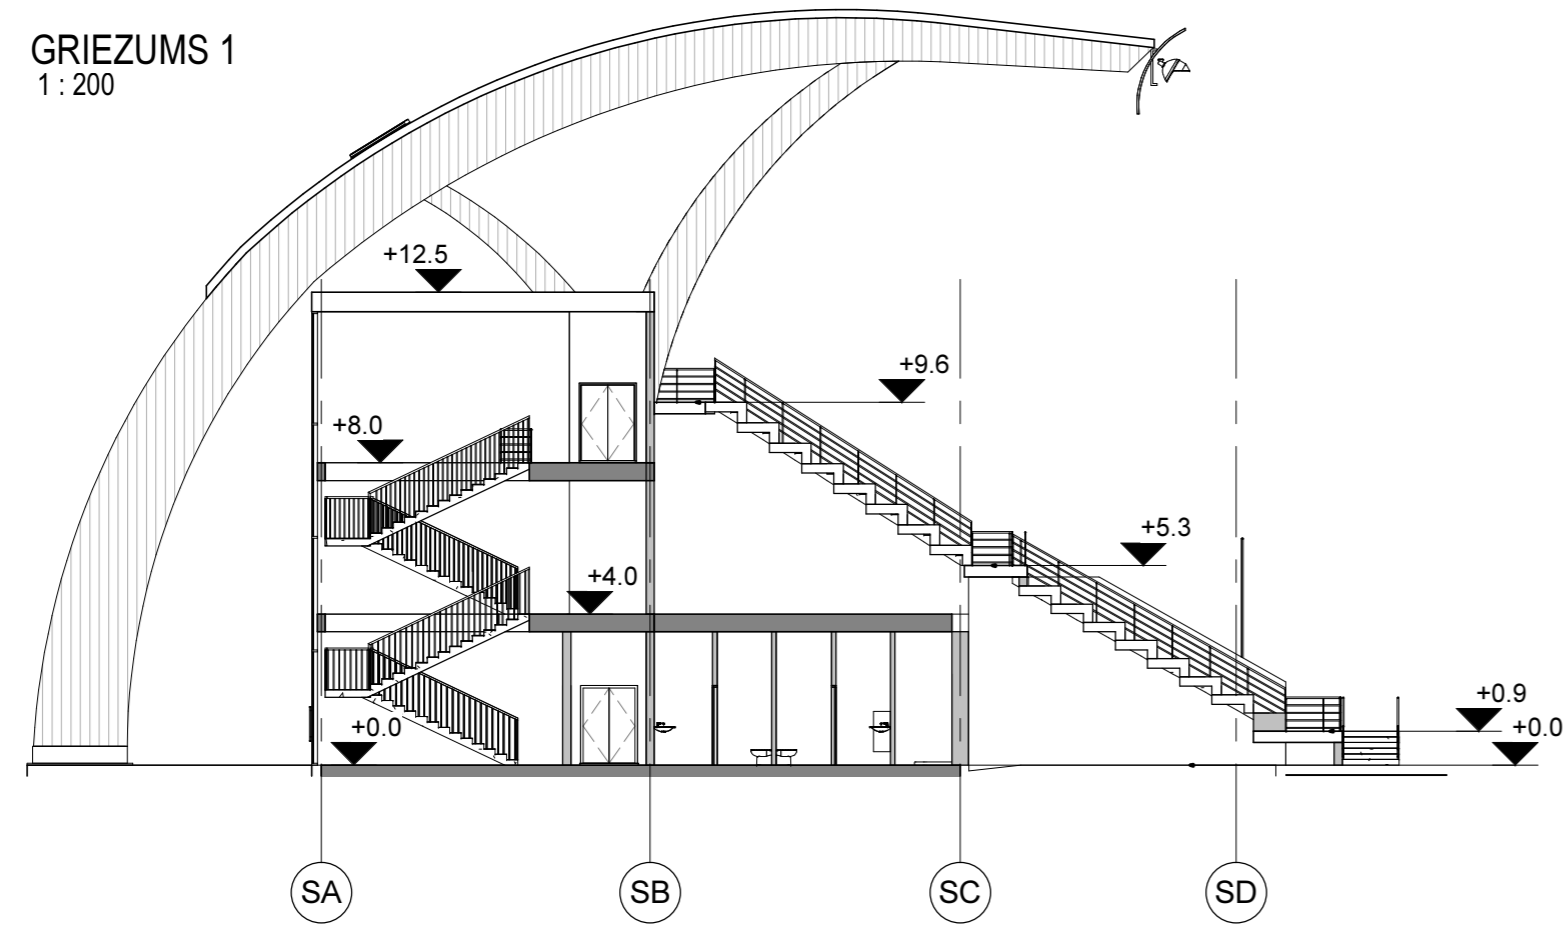 GRIEZUMS 1
1 : 200
+12.5
+9.6
+8.0
+5.3
+4.0
+0.9
+0.0
+0.0
SA
SB
SC
SD